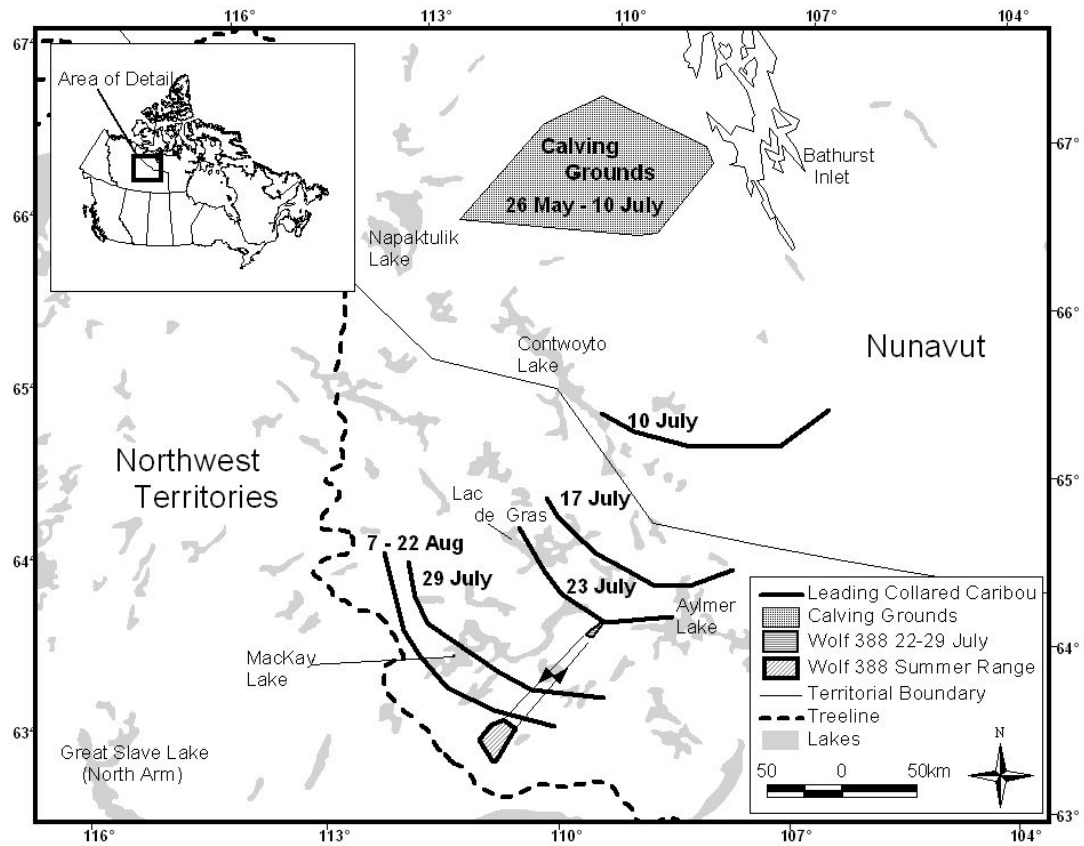 116° 113° 110° 107° 104°
67°
Area of Detail
Calving
Grounds
26 May - 10 July
67°
Bathurst
Inlet
66°
Napaktulik
Lake
66°
Contwoyto
Lake
Nunavut
65°
10 July
Northwest
Territories
65°
Lac
de Gras
17 July
64°
7 - 22 Aug
29 July
23 July
Aylmer
Lake
MacKay
Lake
64°
63°
Great Slave Lake
(North Arm)
Leading Collared Caribou
Calving Grounds
Wolf 388 22-29 July
Wolf 388 Summer Range
Territorial Boundary
Treeline
Lakes
N
50 0 50km
63°
116° 113° 110° 107° 104°